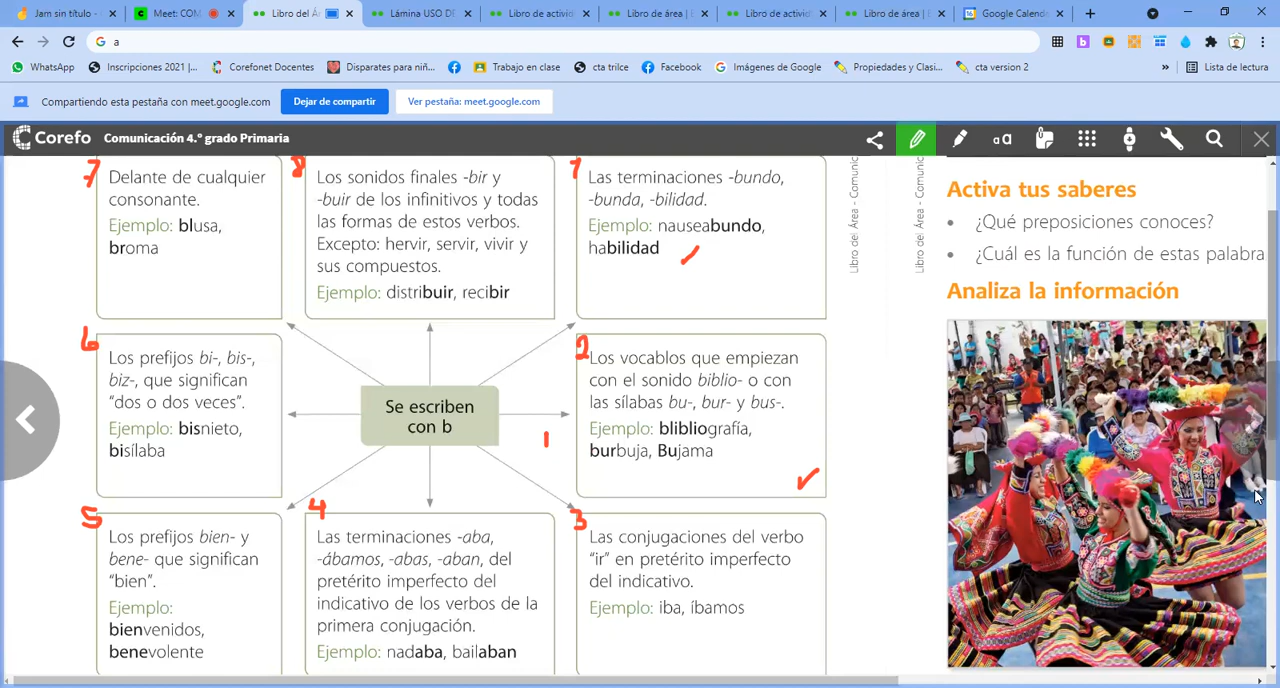 Jam sin título -
Meet: COM
Libro del Ár
Lámina USO DE
Libro de activid
Libro de área | E
Libro de activid
Libro de área | E
Google Calenda
a
WhatsApp
Inscripciones 2021 |...
Corefonet Docentes
Disparates para niñ...
Trabajo en clase
cta trilce
Facebook
Imágenes de Google
Propiedades y Clasi...
cta version 2
»
Lista de lectura
Compartiendo esta pestaña con meet.google.com
Dejar de compartir
Ver pestaña: meet.google.com
Corefo
Comunicación 4.º grado Primaria
aA
7
Delante de cualquier
consonante.
Ejemplo: blusa,
broma
8
Los sonidos finales -bir y
-buir de los infinitivos y todas
las formas de estos verbos.
Excepto: hervir, servir, vivir y
sus compuestos.
Ejemplo: distribuir, recibir
1
Las terminaciones -bundo,
-bunda, -bilidad.
Ejemplo: nauseabundo,
habilidad
6
Los prefijos bi-, bis-,
biz-, que significan
“dos o dos veces”.
Ejemplo: bisnieto,
bisílaba
Se escriben
con b
1
2
Los vocablos que empiezan
con el sonido biblio- o con
las sílabas bu-, bur- y bus-.
Ejemplo: blibliografía,
burbuja, Bujama
5
Los prefijos bien- y
bene- que significan
“bien”.
Ejemplo:
bienvenidos,
benevolente
4
Las terminaciones -aba,
-ábamos, -abas, -aban, del
pretérito imperfecto del
indicativo de los verbos de la
primera conjugación.
Ejemplo: nadaba, bailaban
3
Las conjugaciones del verbo
“ir” en pretérito imperfecto
del indicativo.
Ejemplo: iba, íbamos
Libro del Área - Comunic
Libro del Área - Comunic
Activa tus saberes
• ¿Qué preposiciones conoces?
• ¿Cuál es la función de estas palabra
Analiza la información